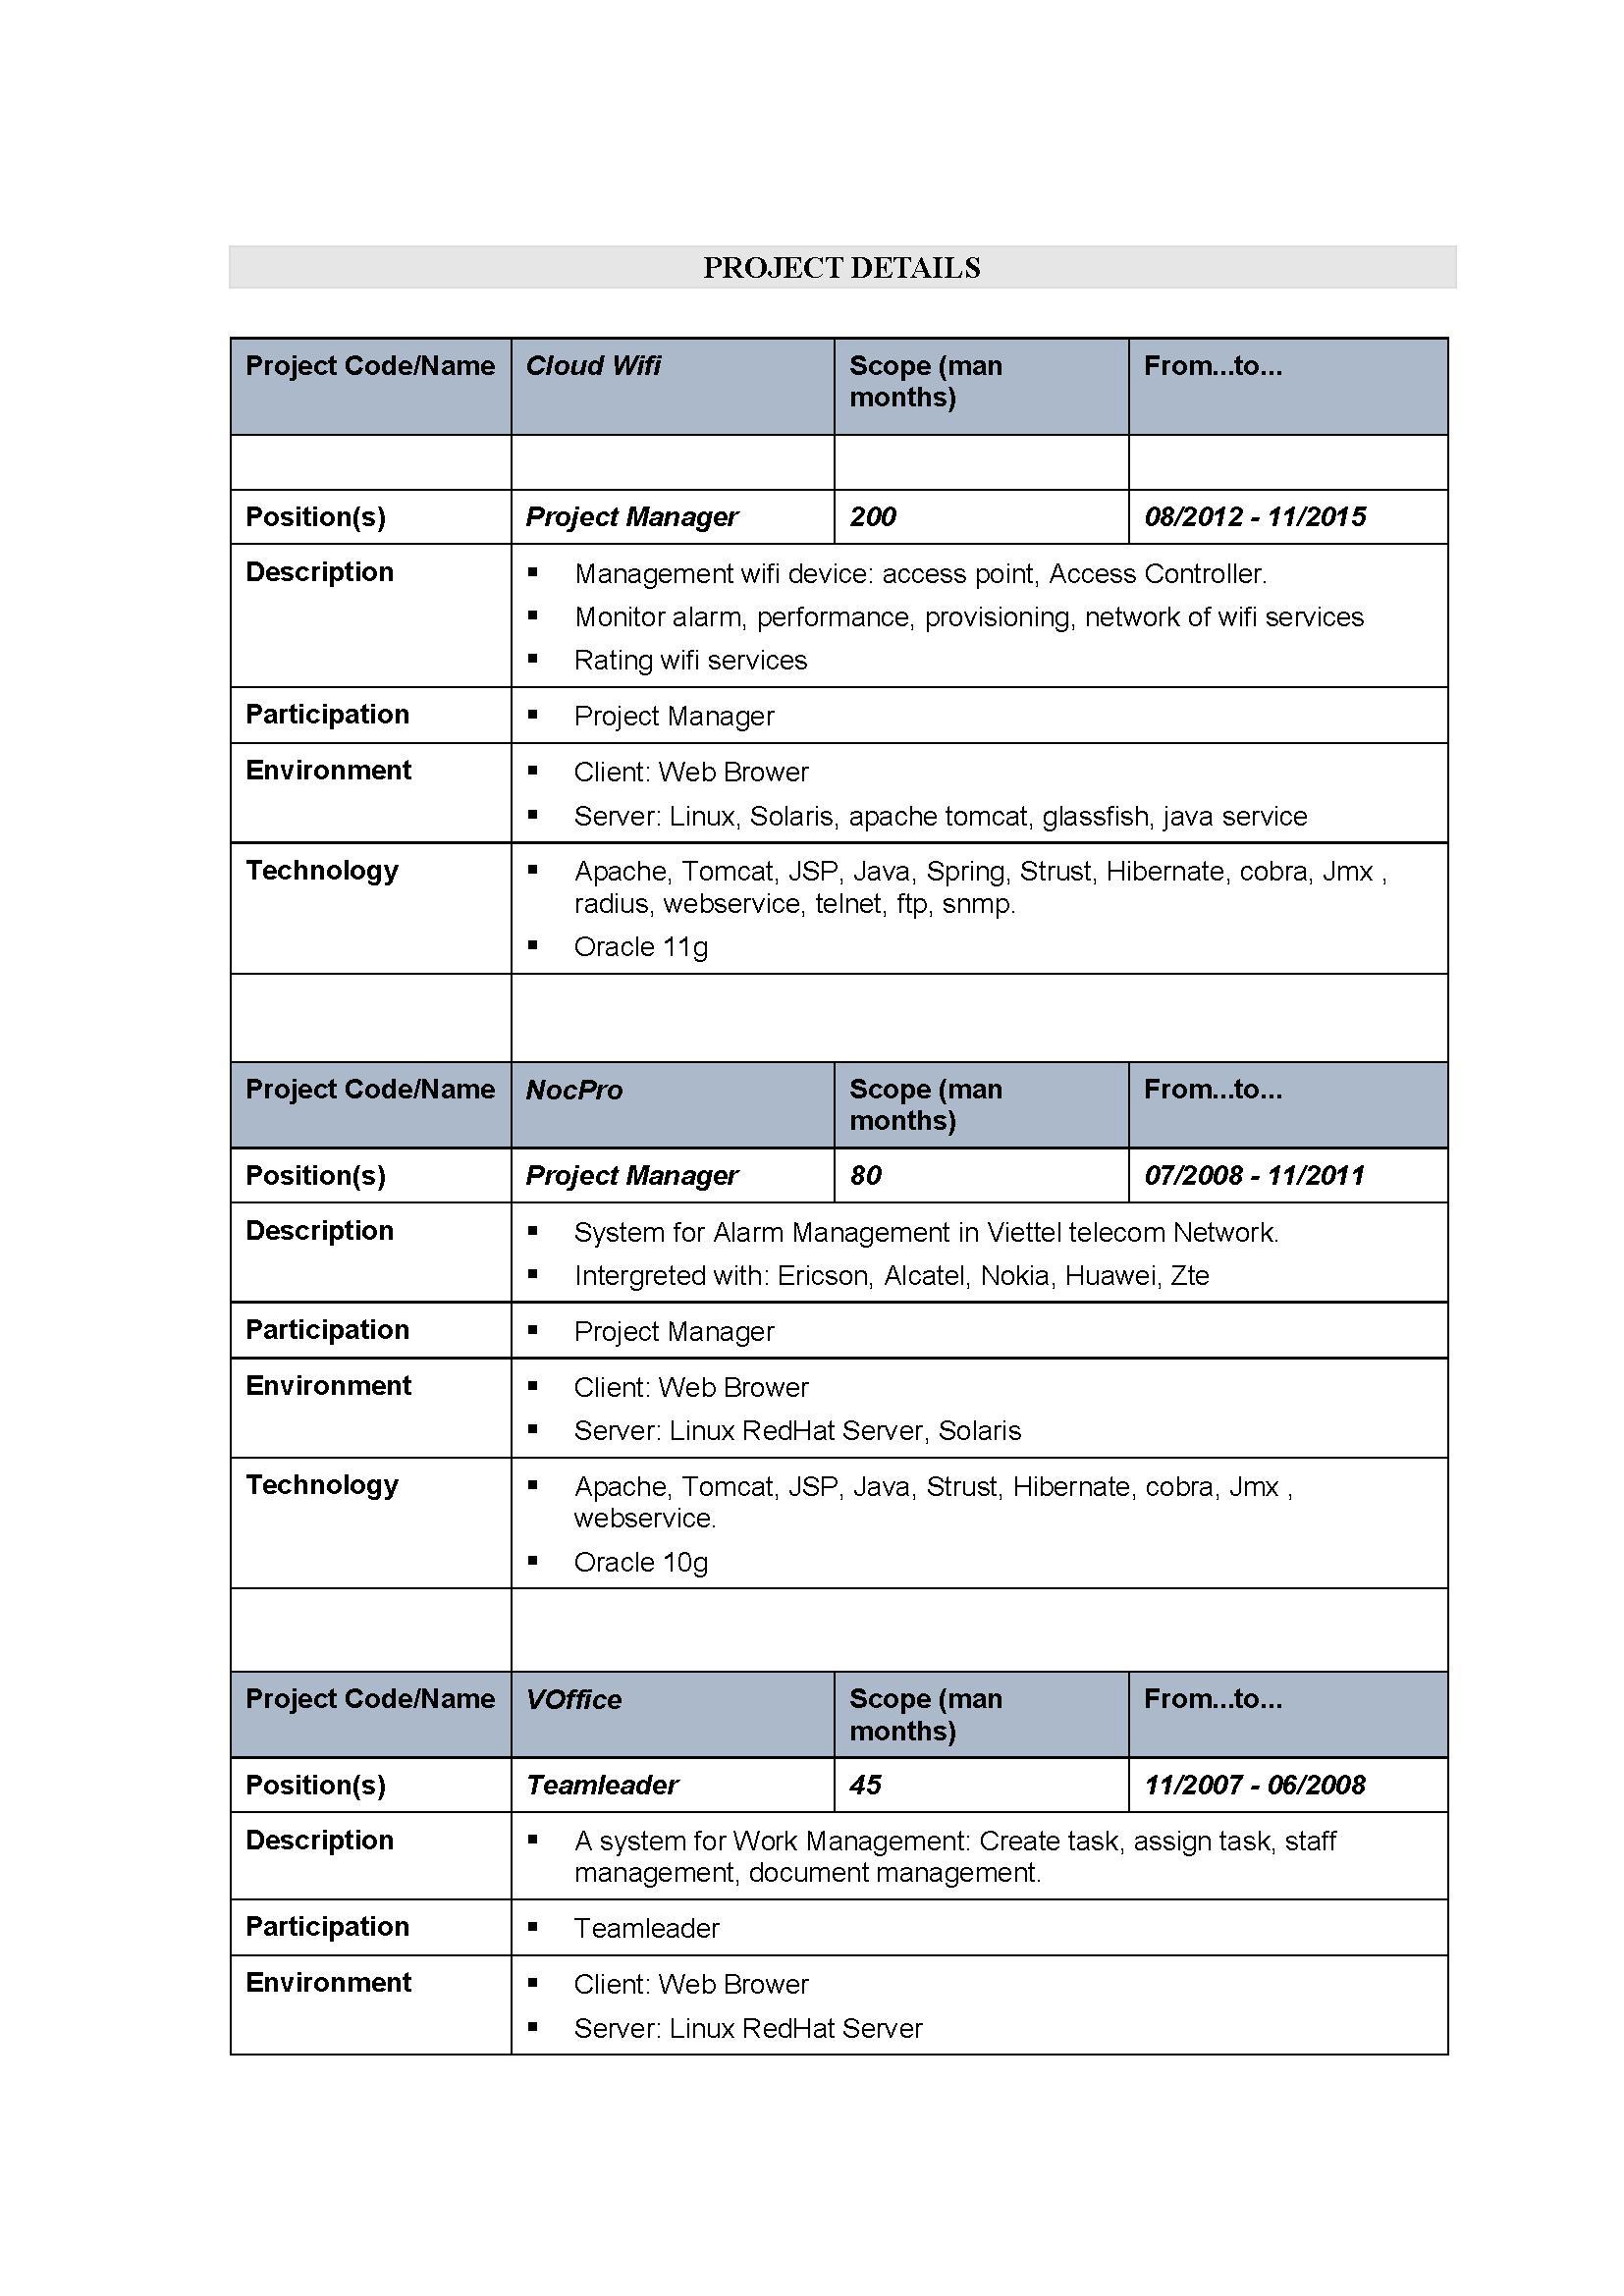 PROJECT DETAILS
Project Code/Name Cloud Wifi Scope (man From...to...
months)
Position(s) Project Manager 200 08/2012 - 11/2015
Description ▪ Management wifi device: access point, Access Controller.
▪ Monitor alarm, performance, provisioning, network of wifi services
▪ Rating wifi services
Participation ▪ Project Manager
Environment ▪ Client: Web Brower
▪ Server: Linux, Solaris, apache tomcat, glassfish, java service
Technology ▪ Apache, Tomcat, JSP, Java, Spring, Strust, Hibernate, cobra, Jmx ,
radius, webservice, telnet, ftp, snmp.
▪ Oracle 11g
Project Code/Name NocPro Scope (man From...to...
months)
Position(s) Project Manager 80 07/2008 - 11/2011
Description ▪ System for Alarm Management in Viettel telecom Network.
▪ Intergreted with: Ericson, Alcatel, Nokia, Huawei, Zte
Participation ▪ Project Manager
Environment ▪ Client: Web Brower
▪ Server: Linux RedHat Server, Solaris
Technology ▪ Apache, Tomcat, JSP, Java, Strust, Hibernate, cobra, Jmx ,
webservice.
▪ Oracle 10g
Project Code/Name VOffice Scope (man From...to...
months)
Position(s) Teamleader 45 11/2007 - 06/2008
Description ▪ A system for Work Management: Create task, assign task, staff
management, document management.
Participation ▪ Teamleader
Environment ▪ Client: Web Brower
▪ Server: Linux RedHat Server